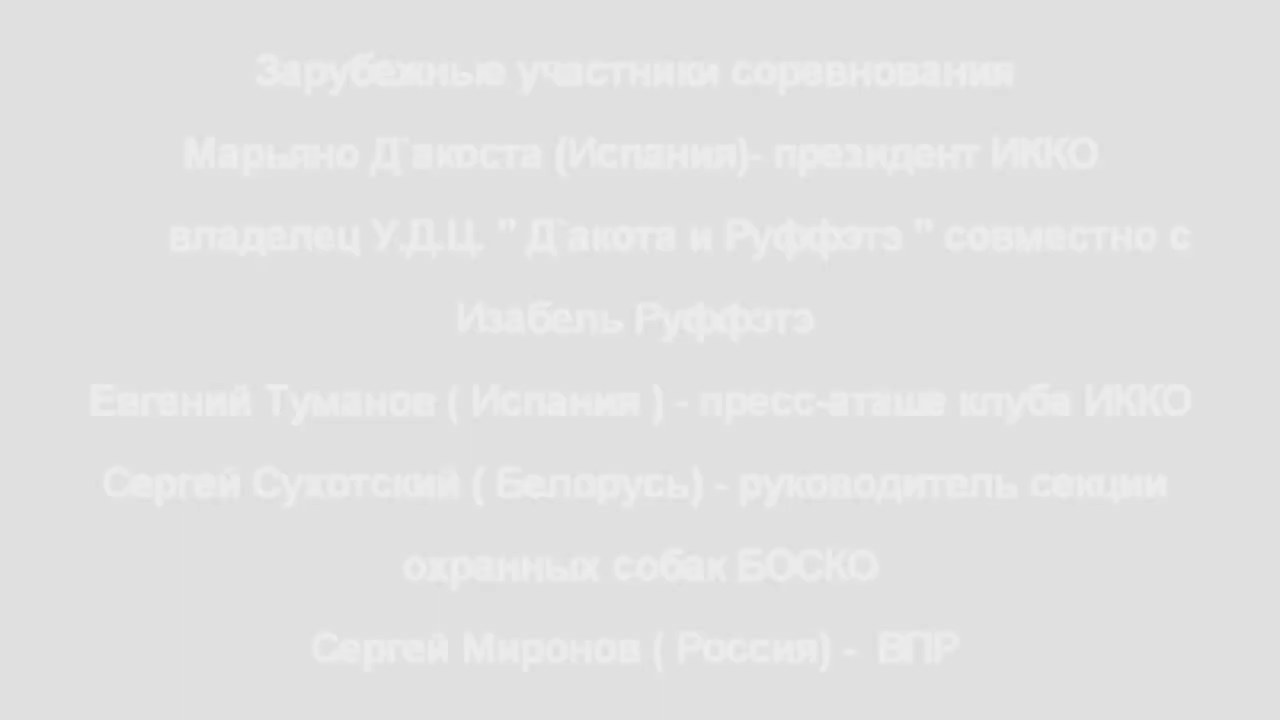 Зарубежные участники соревнования
Марьяно Д`акоста (Испания)- президент ИККО
владелец У.Д.Ц. " Д`акота и Руффэтэ " совместно с
Изабель Руффэтэ
Евгений Туманов ( Испания ) - пресс-аташе клуба ИККО
Сергей Сухотский ( Белорусь) - руководитель секции
охранных собак БОСКО
Сергей Миронов ( Россия) - ВПР